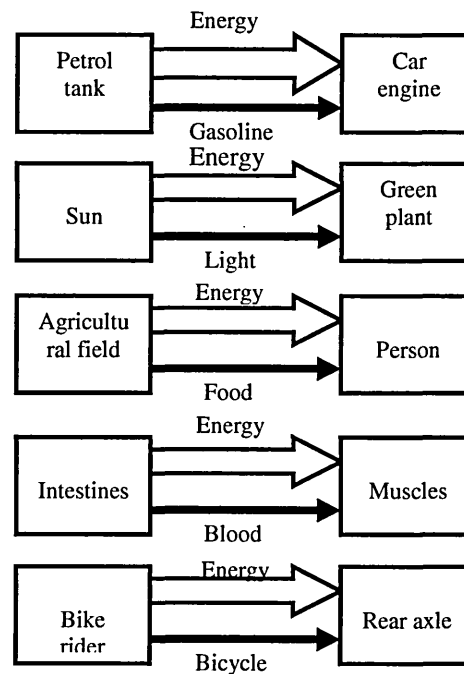 Energy
Petrol
tank
Car
engine
Gasoline
Energy
Sun
Green
plant
Light
Energy
Agricultu
ral field
Person
Food
Energy
Intestines
Muscles
Blood
Energy
Bike
rider
Rear axle
Bicycle